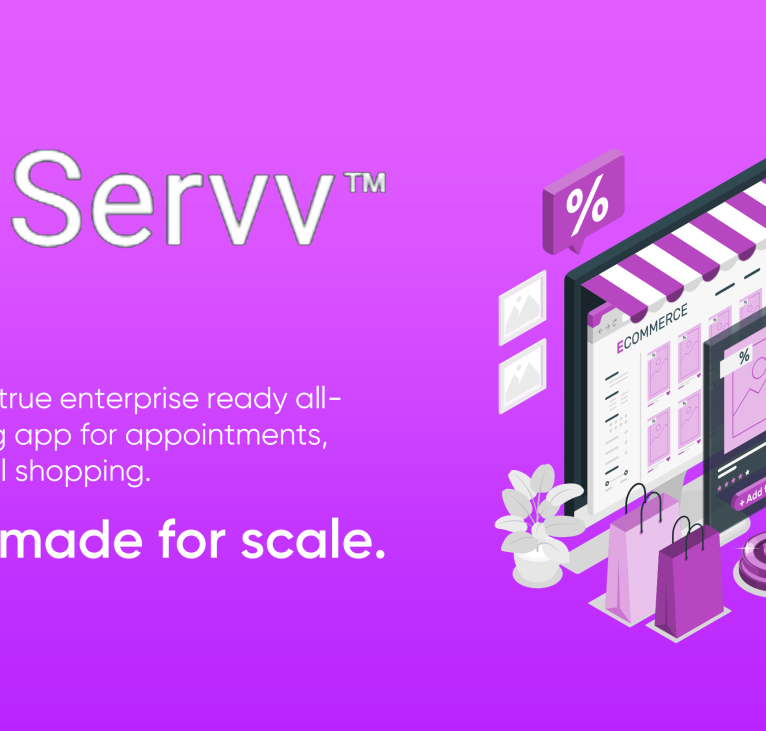 Servv™
true enterprise ready all-
g app for appointments,
l shopping.
made for scale.
%
ECOMMERCE
%
+ Add t